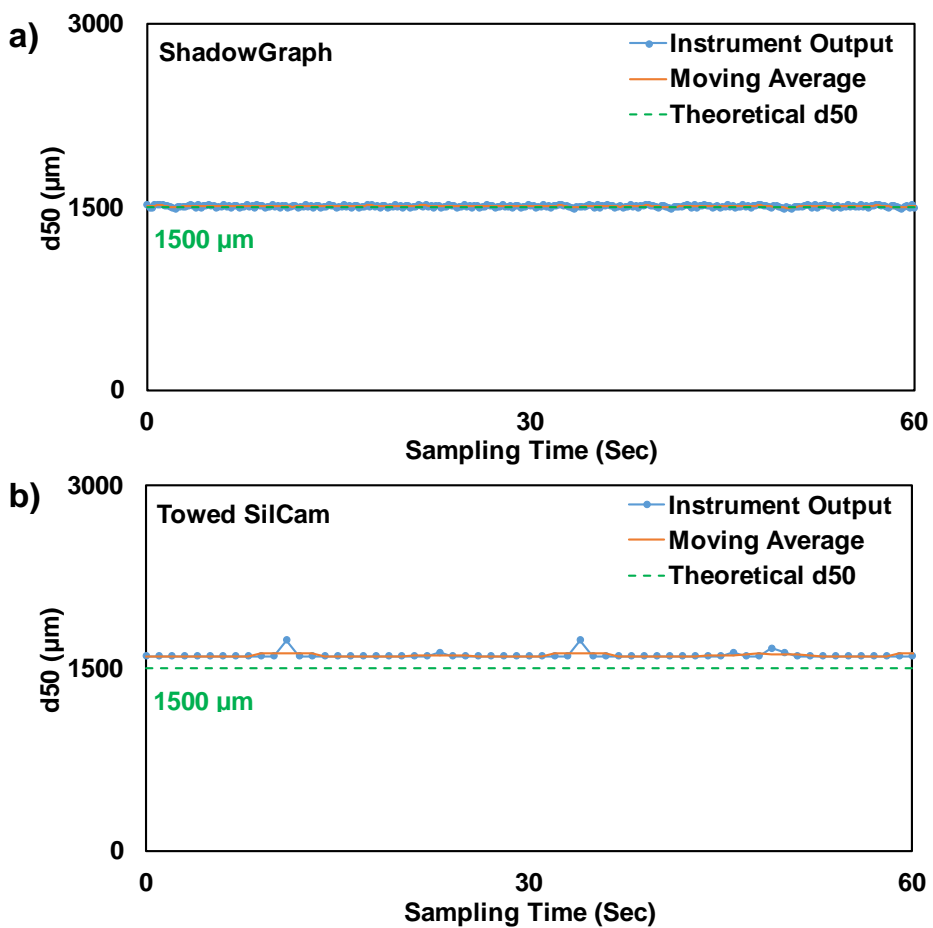 a)
3000
ShadowGraph
Instrument Output
Moving Average
Theoretical d50
d50 (µm)
1500
1500 µm
0
0
30
60
Sampling Time (Sec)
b)
3000
Towed SilCam
Instrument Output
Moving Average
Theoretical d50
d50 (µm)
1500
1500 µm
0
0
30
60
Sampling Time (Sec)